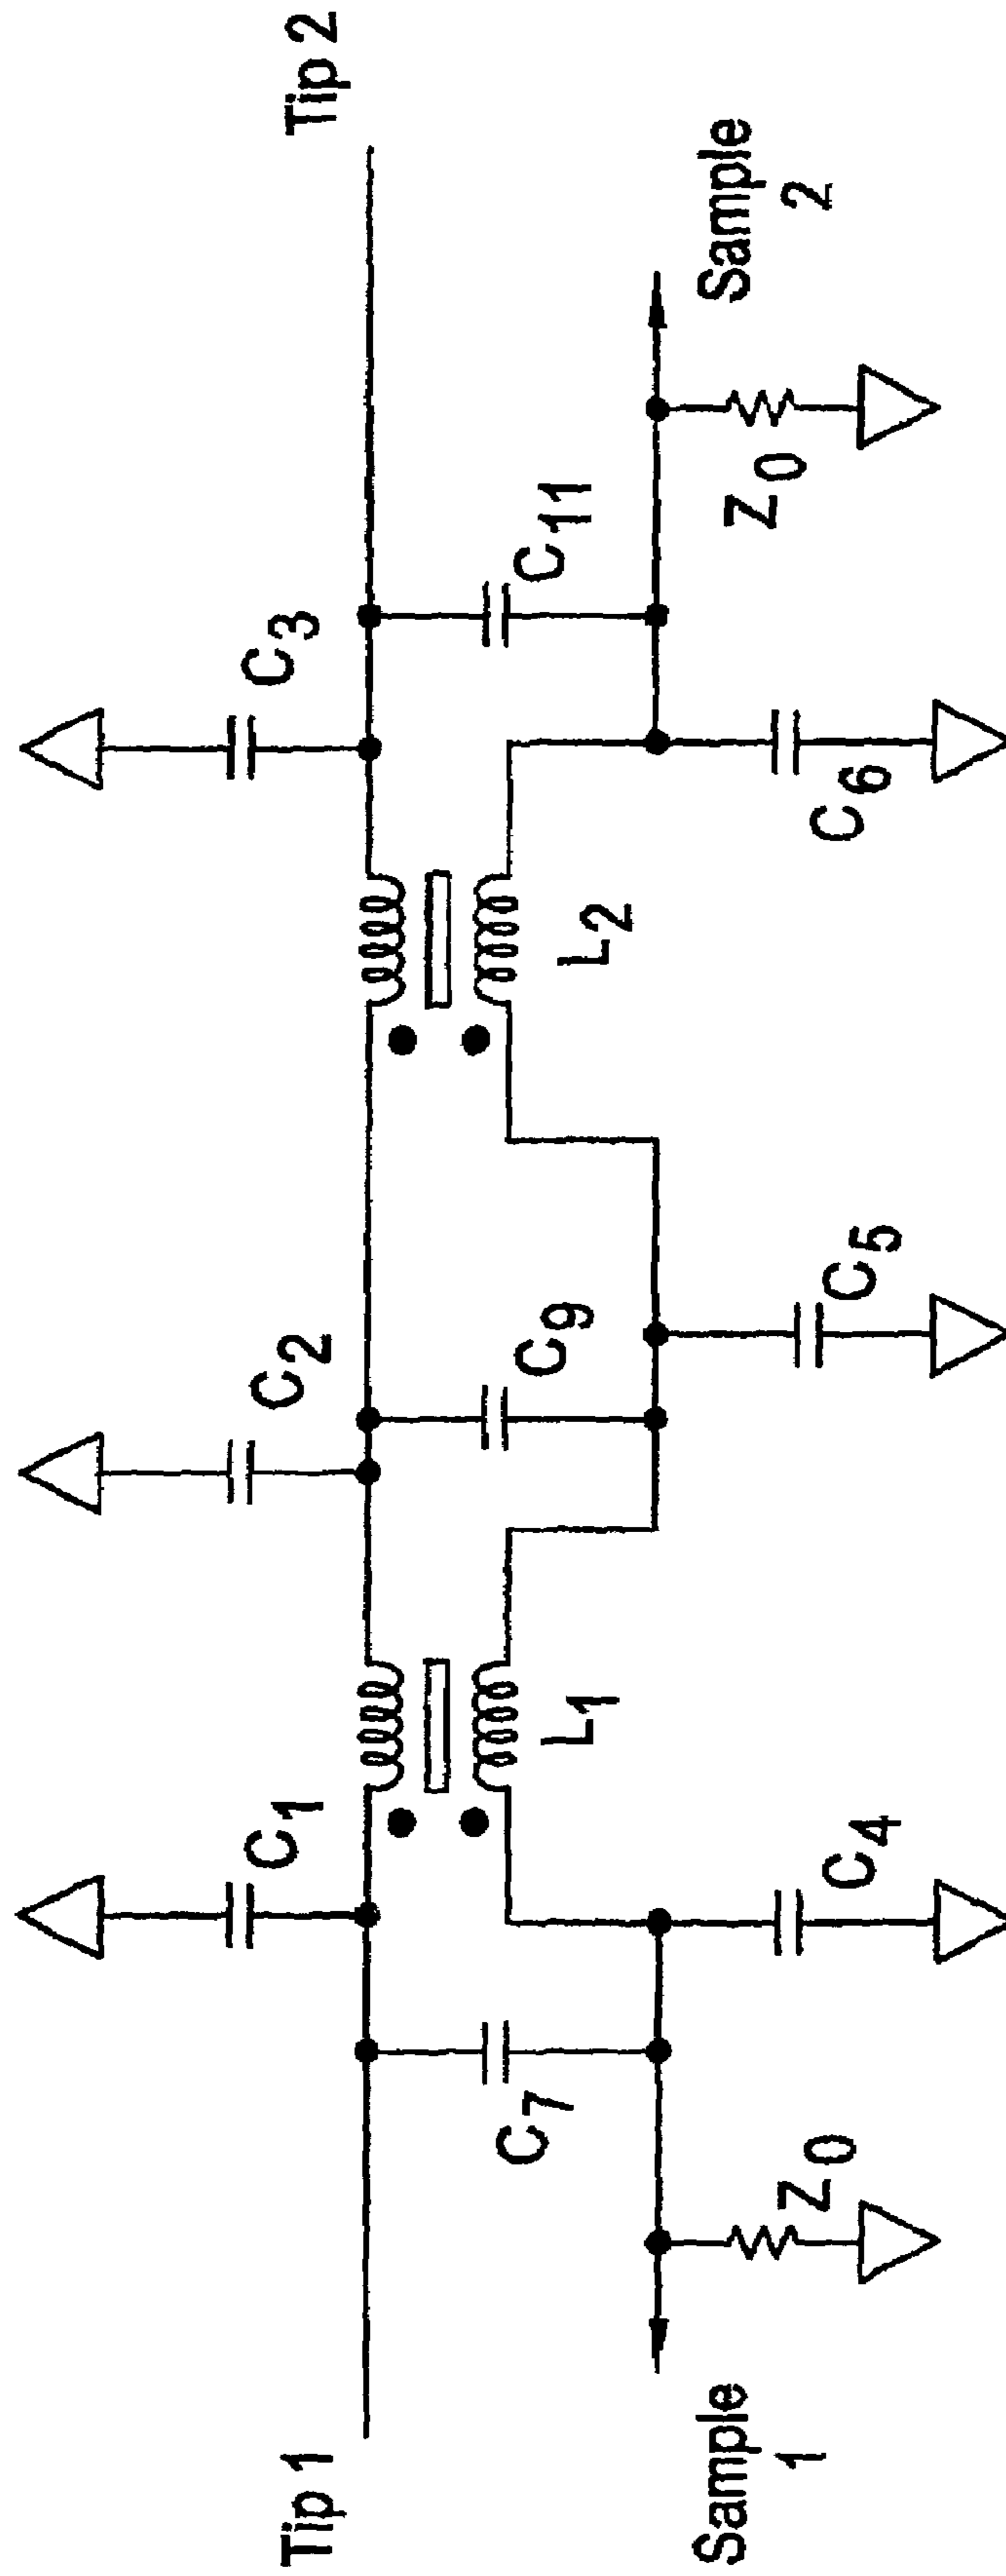 Tip 1
Tip 2
Sample
1
Sample
2
C1
C2
C3
C7
C9
C11
L1
L2
Z0
Z0
C4
C5
C6